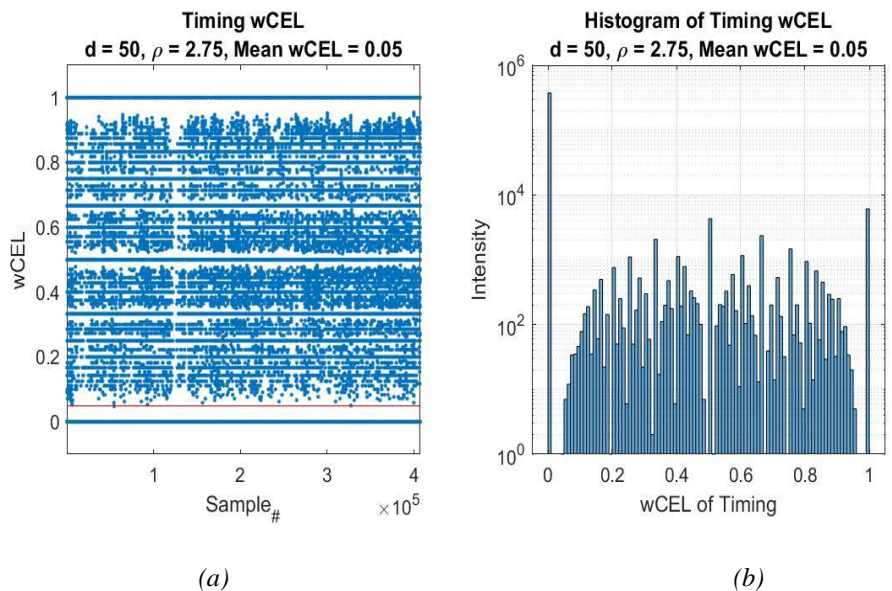 Timing wCEL
d = 50, ρ = 2.75, Mean wCEL = 0.05
1
0.8
0.6
0.4
0.2
0
wCEL
1
2
3
4
Sample#
×10^5
(a)
Histogram of Timing wCEL
d = 50, ρ = 2.75, Mean wCEL = 0.05
10^6
10^4
10^2
10^0
Intensity
0
0.2
0.4
0.6
0.8
1
wCEL of Timing
(b)